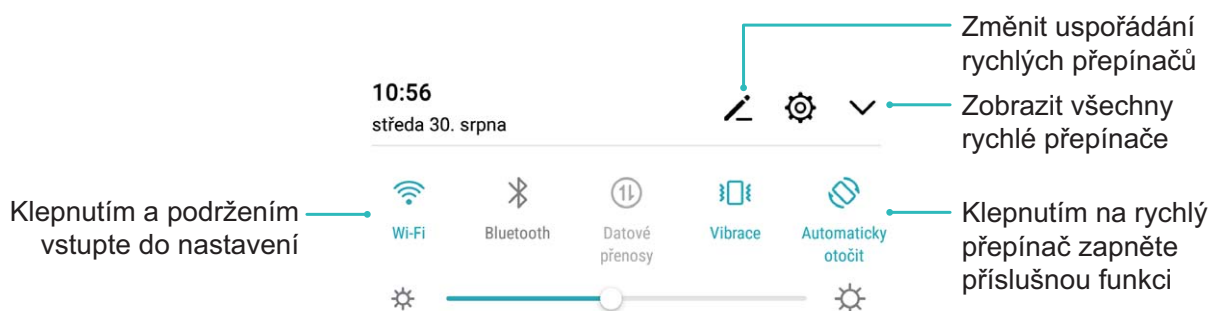 Změnit uspořádání
rychlých přepínačů
10:56
středa 30. srpna
Zobrazit všechny
rychlé přepínače
Klepnutím a podržením
vstupte do nastavení
Wi-Fi
Bluetooth
Datové
přenosy
Vibrace
Automaticky
otočit
Klepnutím na rychlý
přepínač zapněte
příslušnou funkci